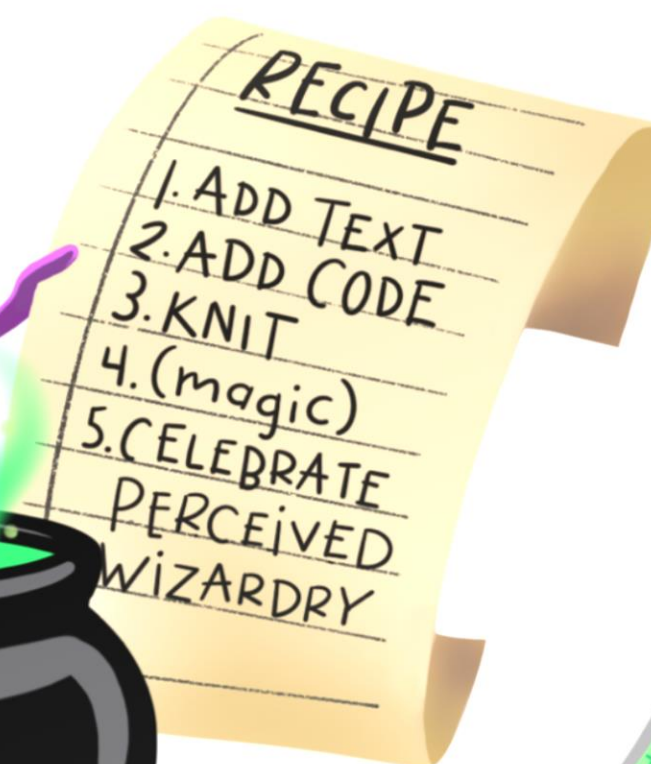 RECIPE
1. ADD TEXT
2. ADD CODE
3. KNIT
4. (magic)
5. CELEBRATE
PERCEiVED
WiZARDRY